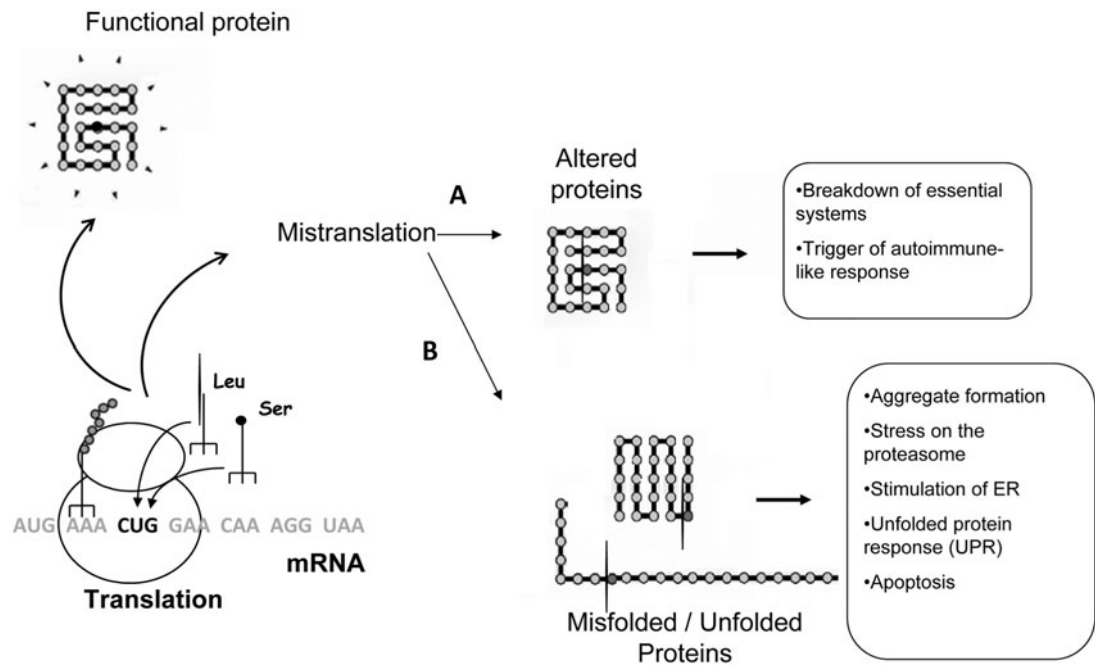 Functional protein
A
Mistranslation
B
Altered
proteins
•Breakdown of essential
systems
•Trigger of autoimmune-
like response
Leu
Ser
AUG AAA CUG GAA CAA AGG UAA
mRNA
Translation
Misfolded / Unfolded
Proteins
•Aggregate formation
•Stress on the
proteasome
•Stimulation of ER
•Unfolded protein
response (UPR)
•Apoptosis